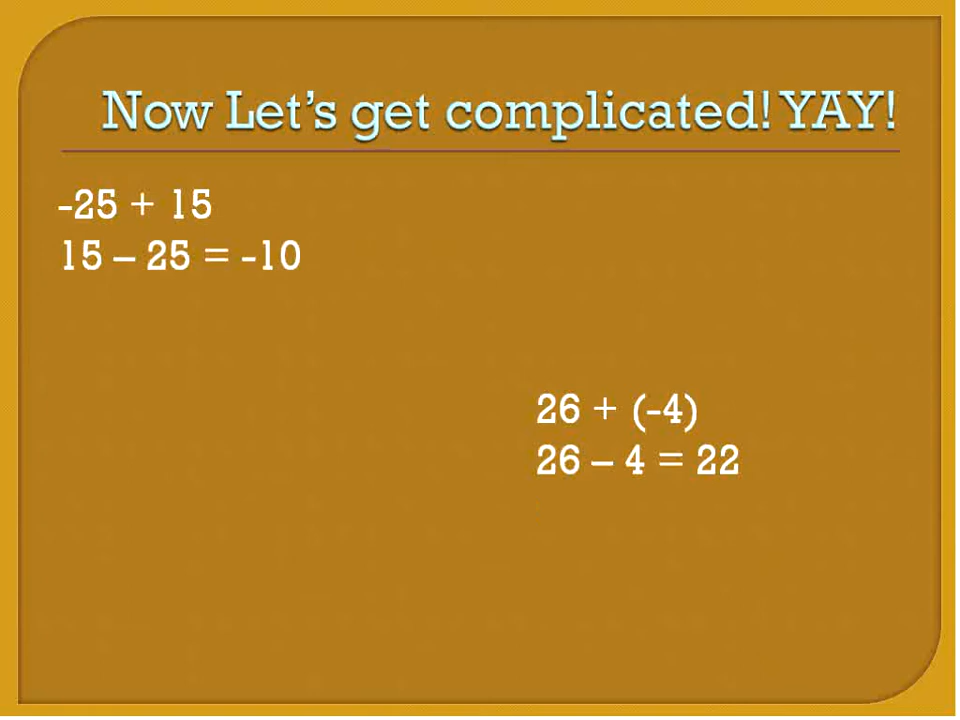 Now Let's get complicated! YAY!
-25 + 15
15 – 25 = -10
26 + (-4)
26 – 4 = 22